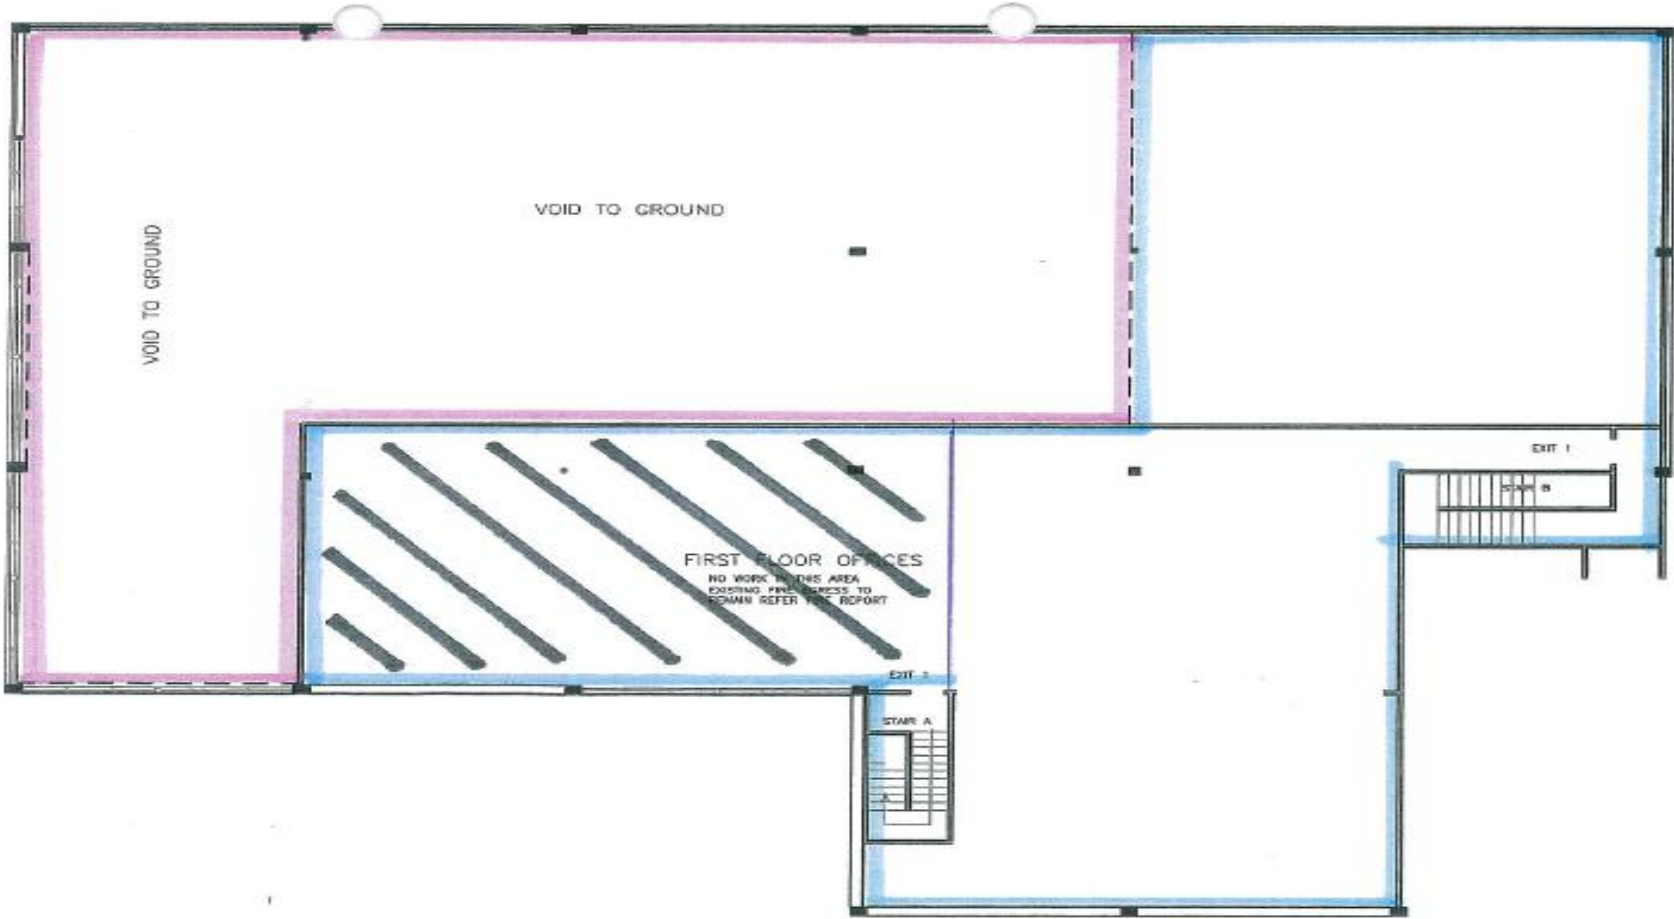 VOID TO GROUND
VOID TO GROUND
EXIT 1
STAIR B
FIRST FLOOR OFFICES
NO WORK IN THIS AREA
EXISTING FIRE EGRESS TO
REMAIN REFER FIRE REPORT
EXIT
STAIR A